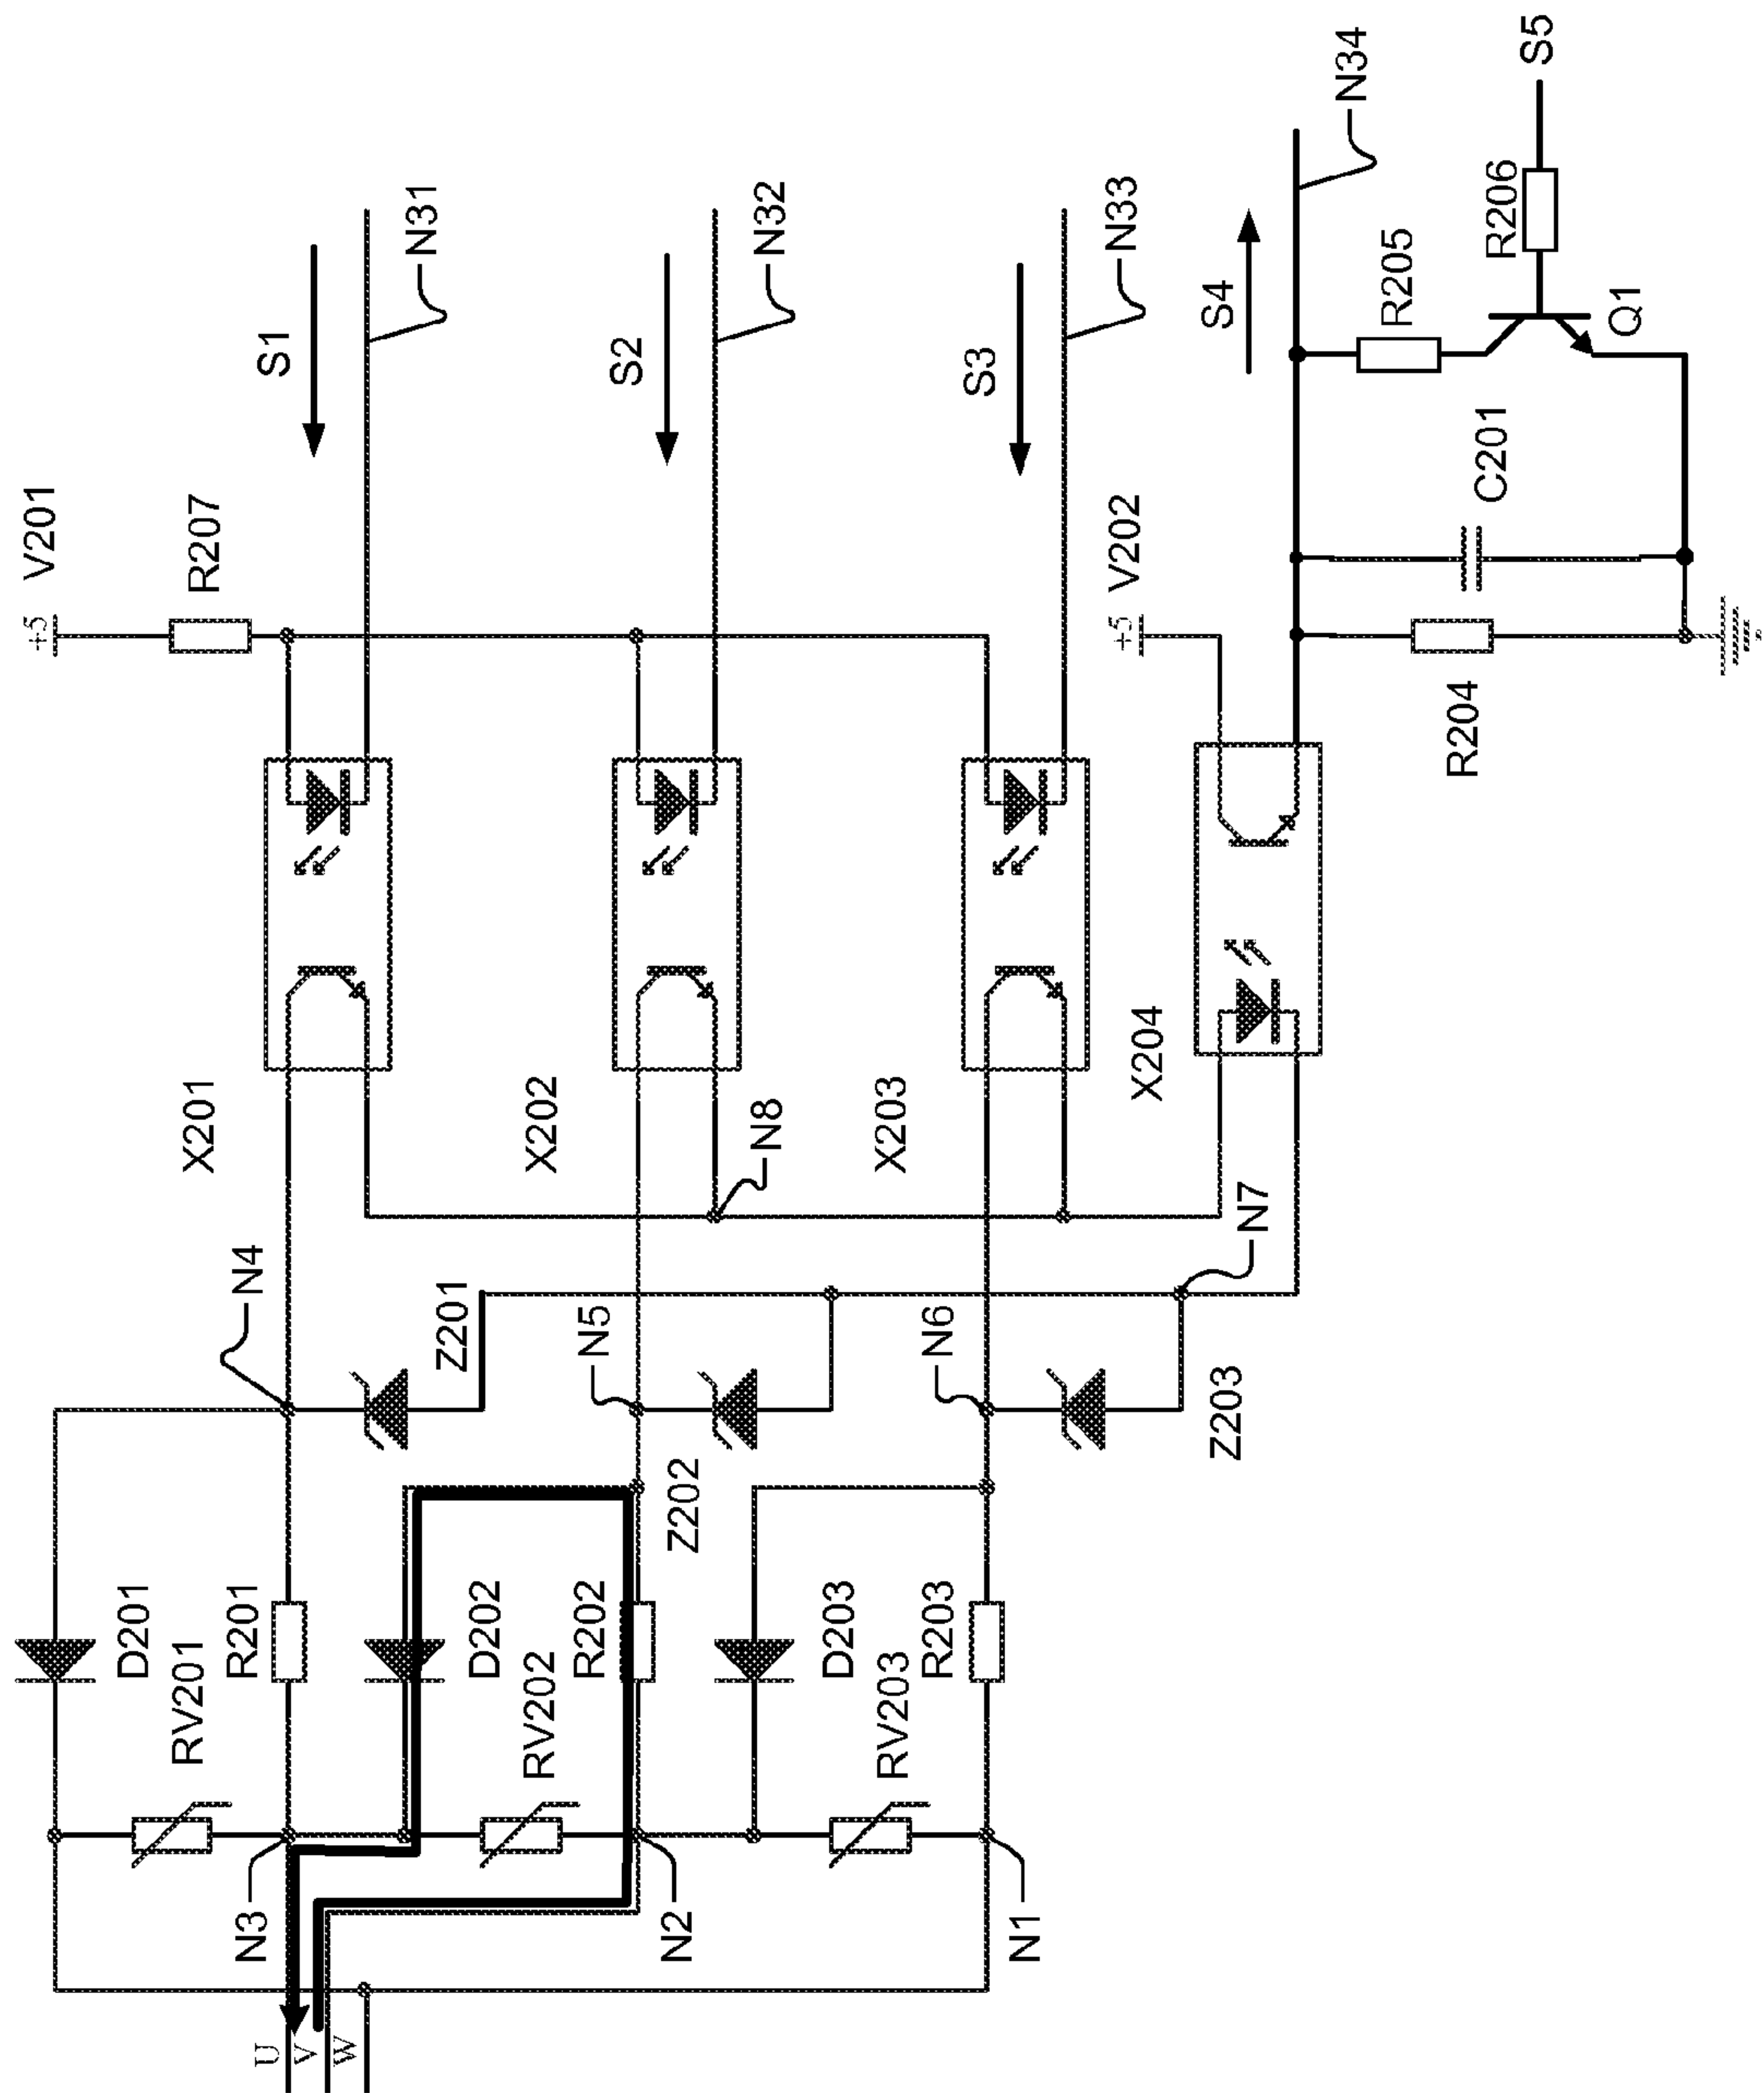 V201
+5
R207
S1
N31
S2
N32
S3
N33
V202
+5
S4
N34
R205
R206
S5
Q1
C201
R204
X201
X202
X203
X204
N8
N7
N4
Z201
N5
Z202
N6
Z203
D201
RV201
R201
D202
RV202
R202
D203
RV203
R203
N3
N2
N1
U
V
W